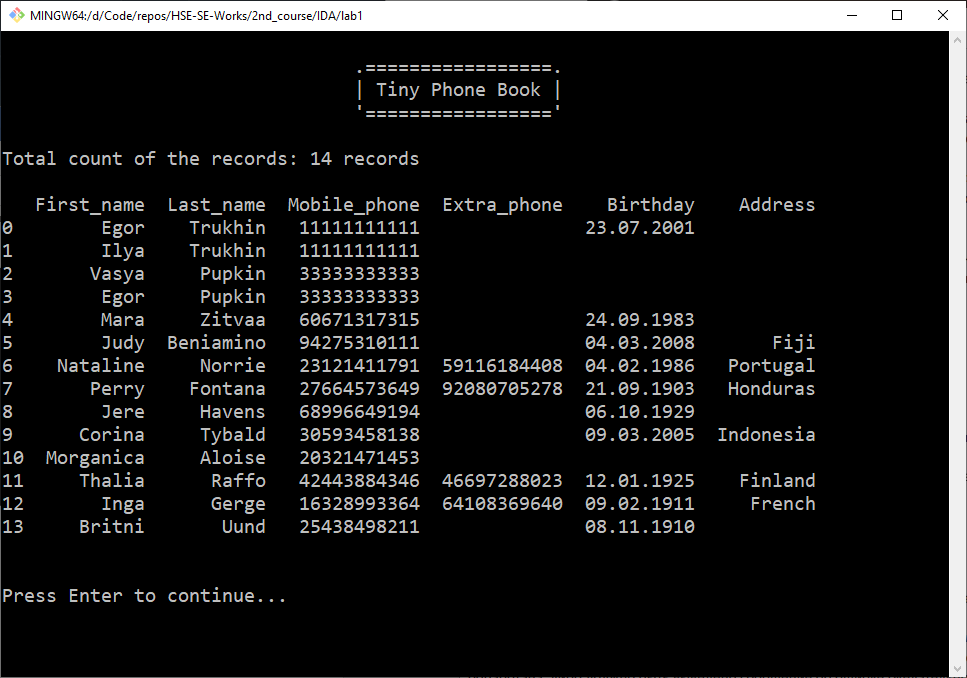 MINGW64:/d/Code/repos/HSE-SE-Works/2nd_course/IDA/lab1
.=================.
| Tiny Phone Book |
'================='
Total count of the records: 14 records
First_name  Last_name  Mobile_phone  Extra_phone    Birthday    Address
0        Egor    Trukhin   11111111111               23.07.2001
1        Ilya    Trukhin   11111111111
2       Vasya     Pupkin   33333333333
3        Egor     Pupkin   33333333333
4        Mara     Zitvaa   60671317315               24.09.1983
5        Judy  Beniamino   94275310111               04.03.2008       Fiji
6    Nataline     Norrie   23121411791  59116184408  04.02.1986   Portugal
7       Perry    Fontana   27664573649  92080705278  21.09.1903   Honduras
8        Jere     Havens   68996649194               06.10.1929
9      Corina     Tybald   30593458138               09.03.2005  Indonesia
10  Morganica     Aloise   20321471453
11     Thalia      Raffo   42443884346  46697288023  12.01.1925    Finland
12       Inga      Gerge   16328993364  64108369640  09.02.1911     French
13     Britni       Uund   25438498211               08.11.1910
Press Enter to continue...